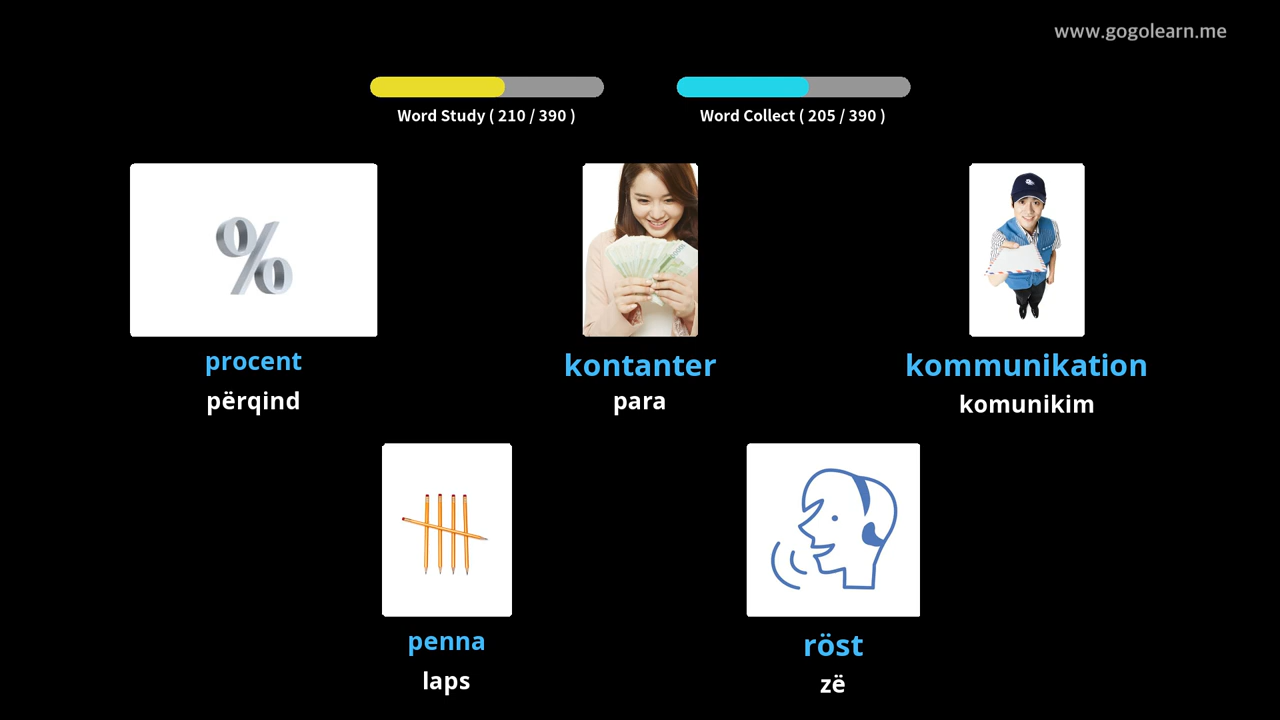 www.gogolearn.me
Word Study ( 210 / 390 )
Word Collect ( 205 / 390 )
procent
përqind
kontanter
para
kommunikation
komunikim
penna
laps
röst
zë